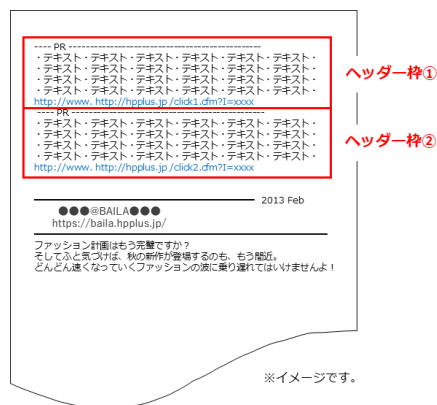 ---- PR --------------------------------------------
・テキスト・テキスト・テキスト・テキスト・テキスト・
・テキスト・テキスト・テキスト・テキスト・テキスト・
・テキスト・テキスト・テキスト・テキスト・テキスト・
・テキスト・テキスト・テキスト・テキスト・テキスト・
http://www. http://hpplus.jp /click1.cfm?I=xxxx
ヘッダー枠①
---- PR --------------------------------------------
・テキスト・テキスト・テキスト・テキスト・テキスト・
・テキスト・テキスト・テキスト・テキスト・テキスト・
・テキスト・テキスト・テキスト・テキスト・テキスト・
・テキスト・テキスト・テキスト・テキスト・テキスト・
http://www. http://hpplus.jp /click2.cfm?I=xxxx
ヘッダー枠②
2013 Feb
●●●@BAILA●●●
https://baila.hpplus.jp/
ファッション計画はもう完璧ですか？
そしてふと気づけば、秋の新作が登場するのも、もう間近。
どんどん速くなっていくファッションの波に乗り遅れてはいけませんよ！
※イメージです。